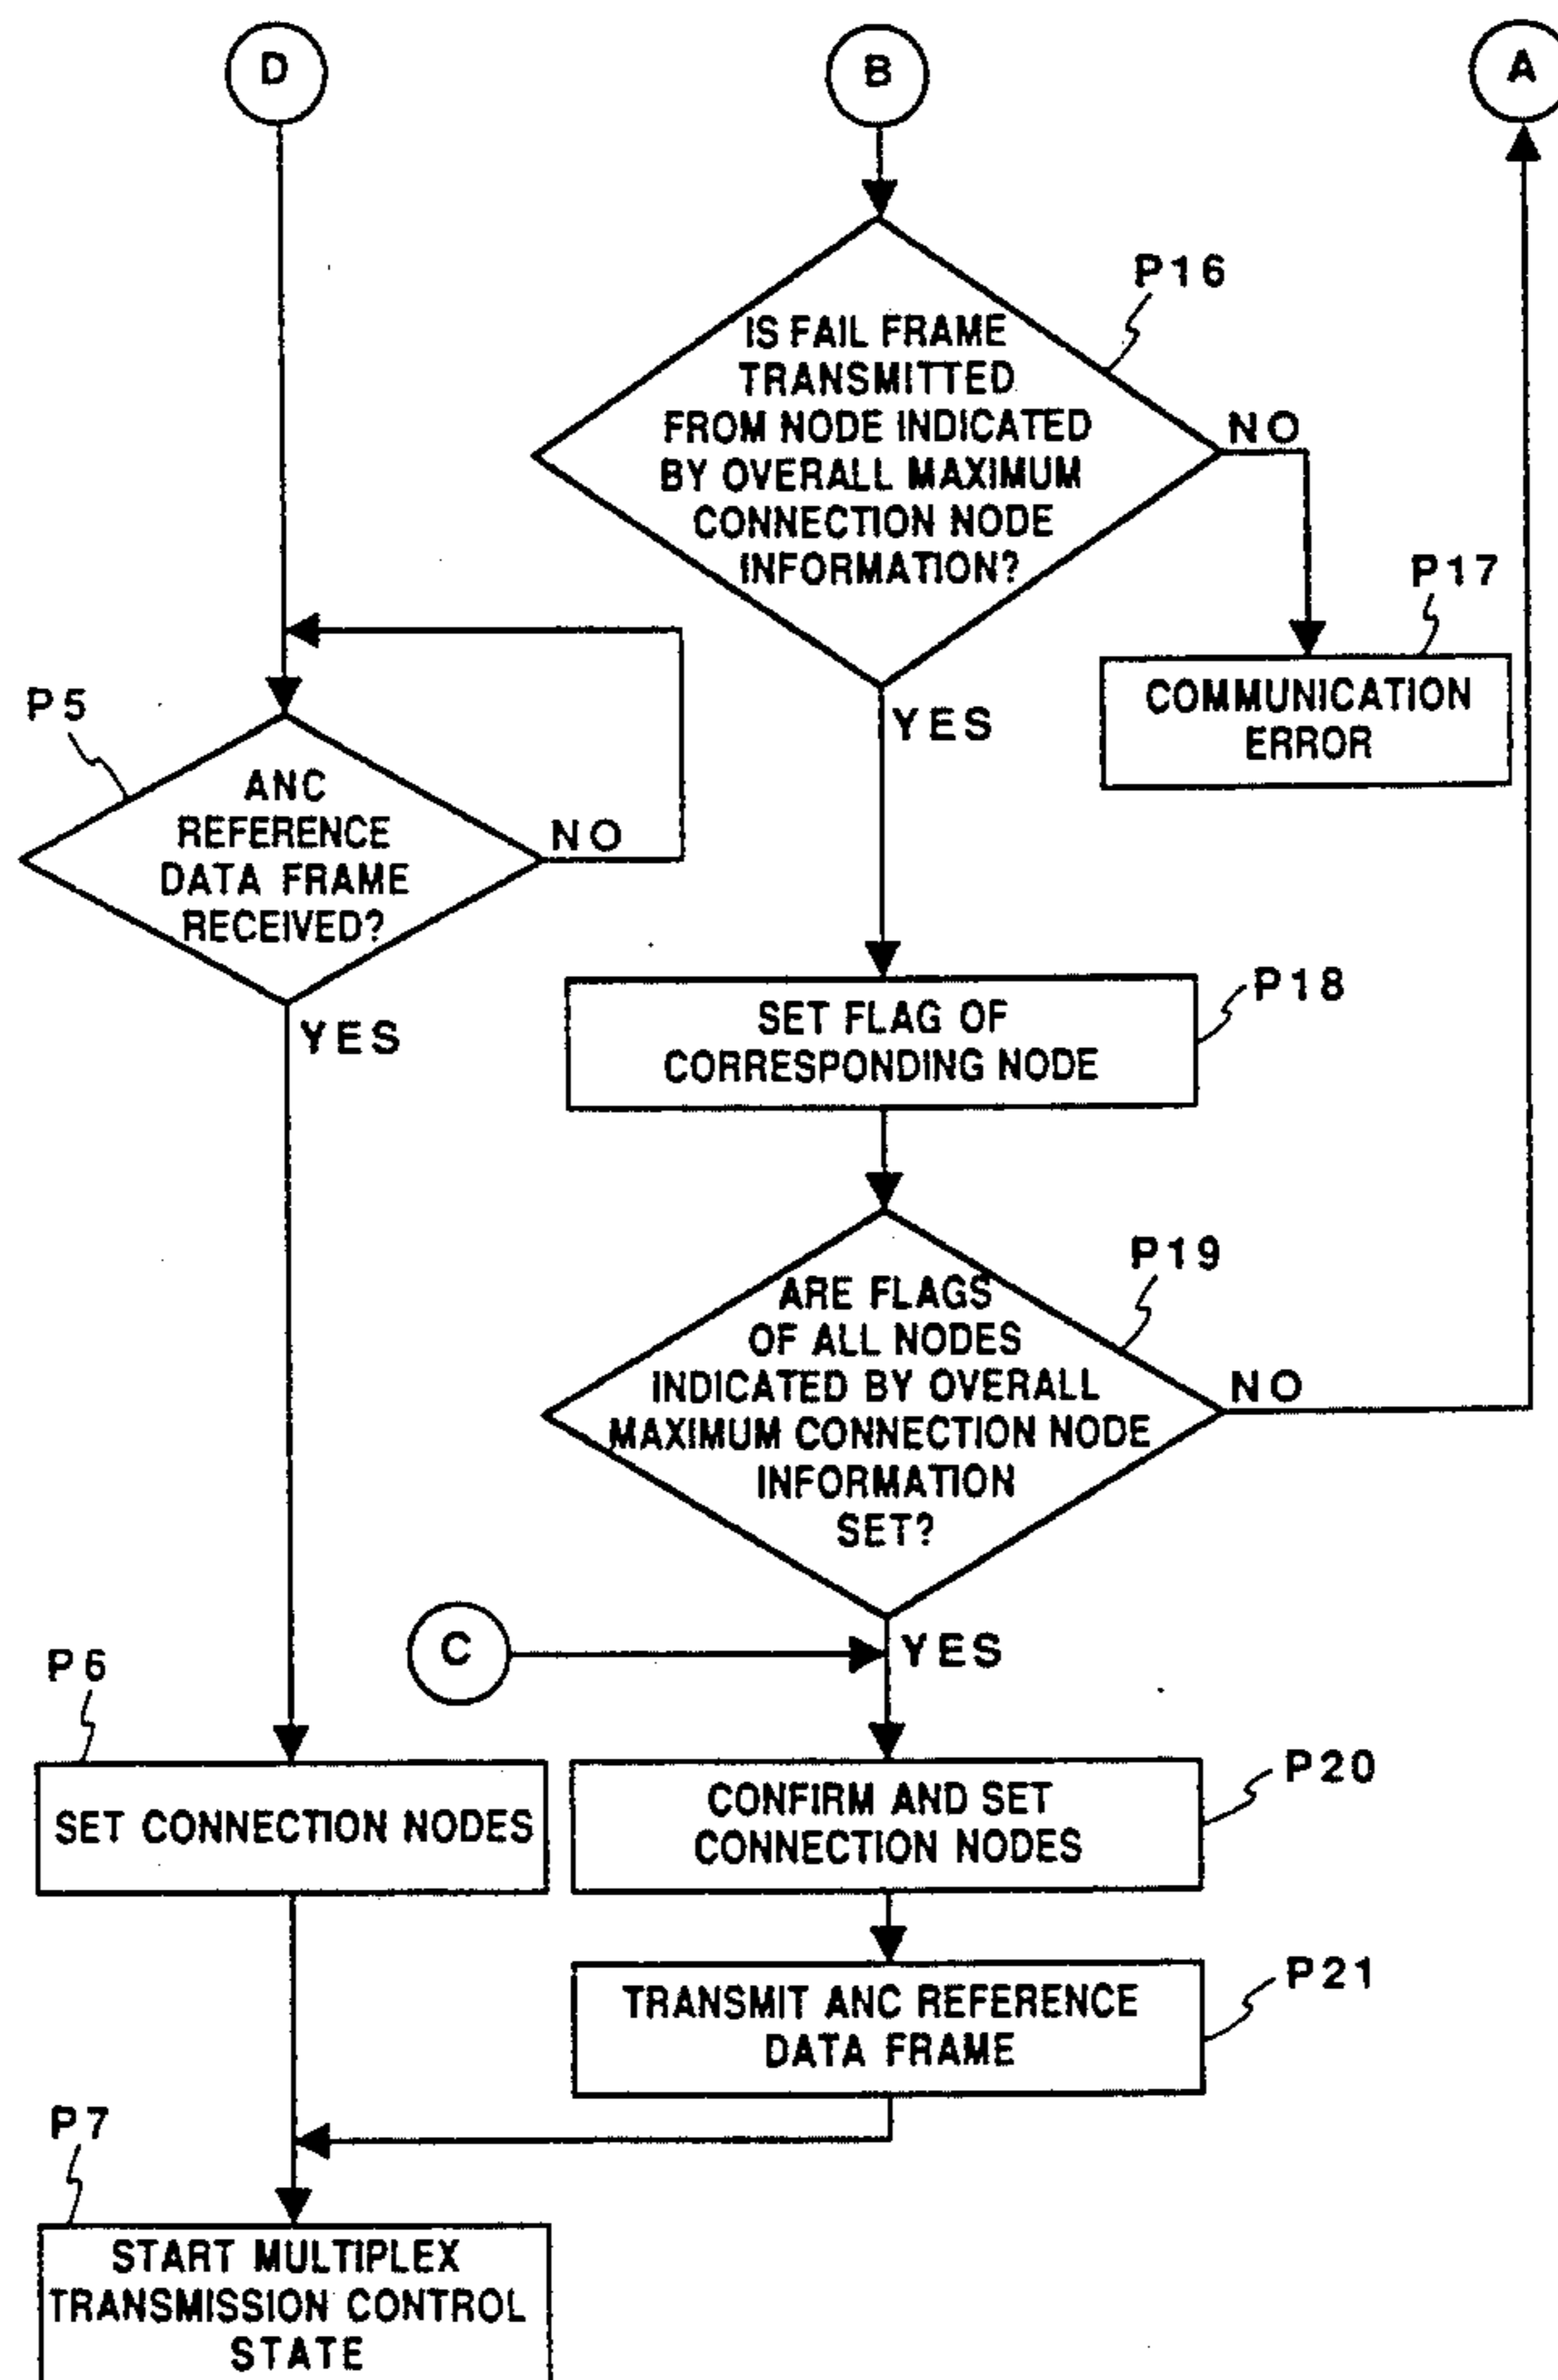 D
B
A
P16
IS FAIL FRAME
TRANSMITTED
FROM NODE INDICATED
BY OVERALL MAXIMUM
CONNECTION NODE
INFORMATION?
NO
P17
COMMUNICATION
ERROR
YES
P5
ANC
REFERENCE
DATA FRAME
RECEIVED?
NO
YES
P18
SET FLAG OF
CORRESPONDING NODE
P19
ARE FLAGS
OF ALL NODES
INDICATED BY OVERALL
MAXIMUM CONNECTION NODE
INFORMATION
SET?
NO
YES
C
P6
SET CONNECTION NODES
P20
CONFIRM AND SET
CONNECTION NODES
P21
TRANSMIT ANC REFERENCE
DATA FRAME
P7
START MULTIPLEX
TRANSMISSION CONTROL
STATE